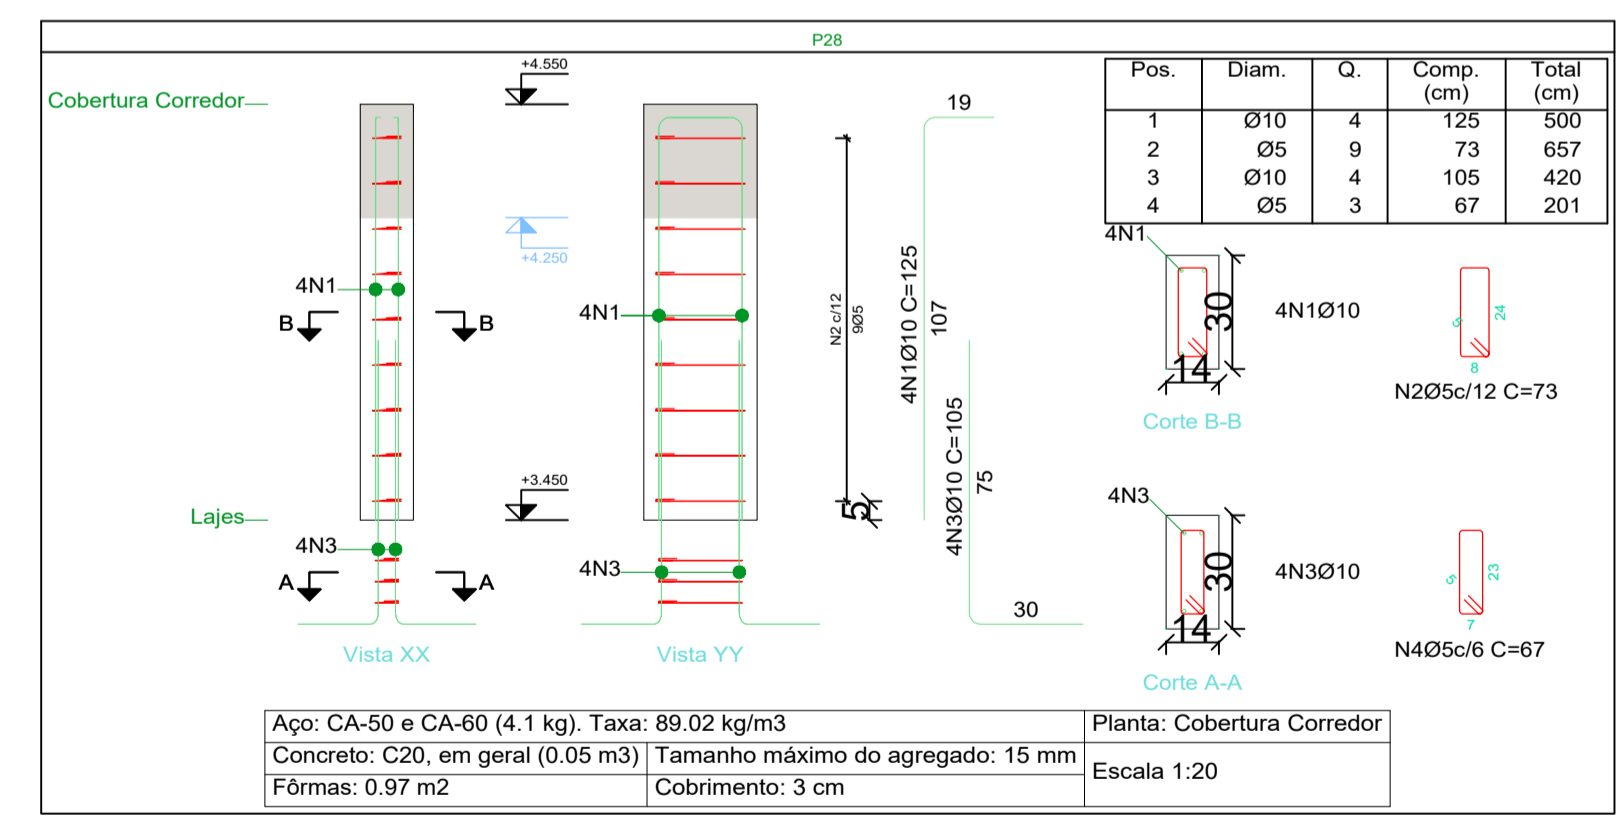 P28
Cobertura Corredor
+4.550
+4.250
4N1
B
B
+3.450
Lajes
4N3
A
A
Vista XX
4N1
4N3
Vista YY
N2 c/12
9Ø5
5
19
4N1Ø10 C=125
107
4N3Ø10 C=105
75
30
Pos. Diam. Q. Comp. (cm) Total (cm)
1 Ø10 4 125 500
2 Ø5 9 73 657
3 Ø10 4 105 420
4 Ø5 3 67 201
4N1
30
14
4N1Ø10
Corte B-B
5
24
8
N2Ø5c/12 C=73
4N3
30
14
4N3Ø10
Corte A-A
5
23
7
N4Ø5c/6 C=67
Aço: CA-50 e CA-60 (4.1 kg). Taxa: 89.02 kg/m3
Planta: Cobertura Corredor
Concreto: C20, em geral (0.05 m3)
Tamanho máximo do agregado: 15 mm
Escala 1:20
Fôrmas: 0.97 m2
Cobrimento: 3 cm